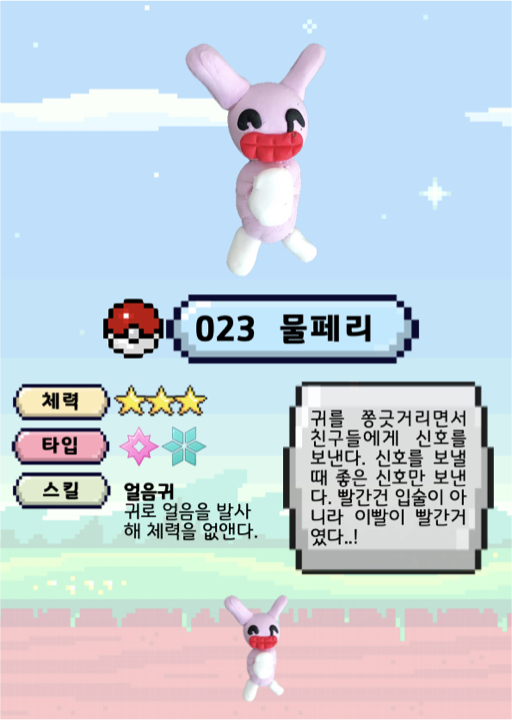 023 물페리
체력
타입
스킬
얼음귀
귀로 얼음을 발사
해 체력을 없앤다.
귀를 쫑긋거리면서
친구들에게 신호를
보낸다. 신호를 보낼
때 좋은 신호만 보낸
다. 빨간건 입술이 아
니라 이빨이 빨간거
였다..!